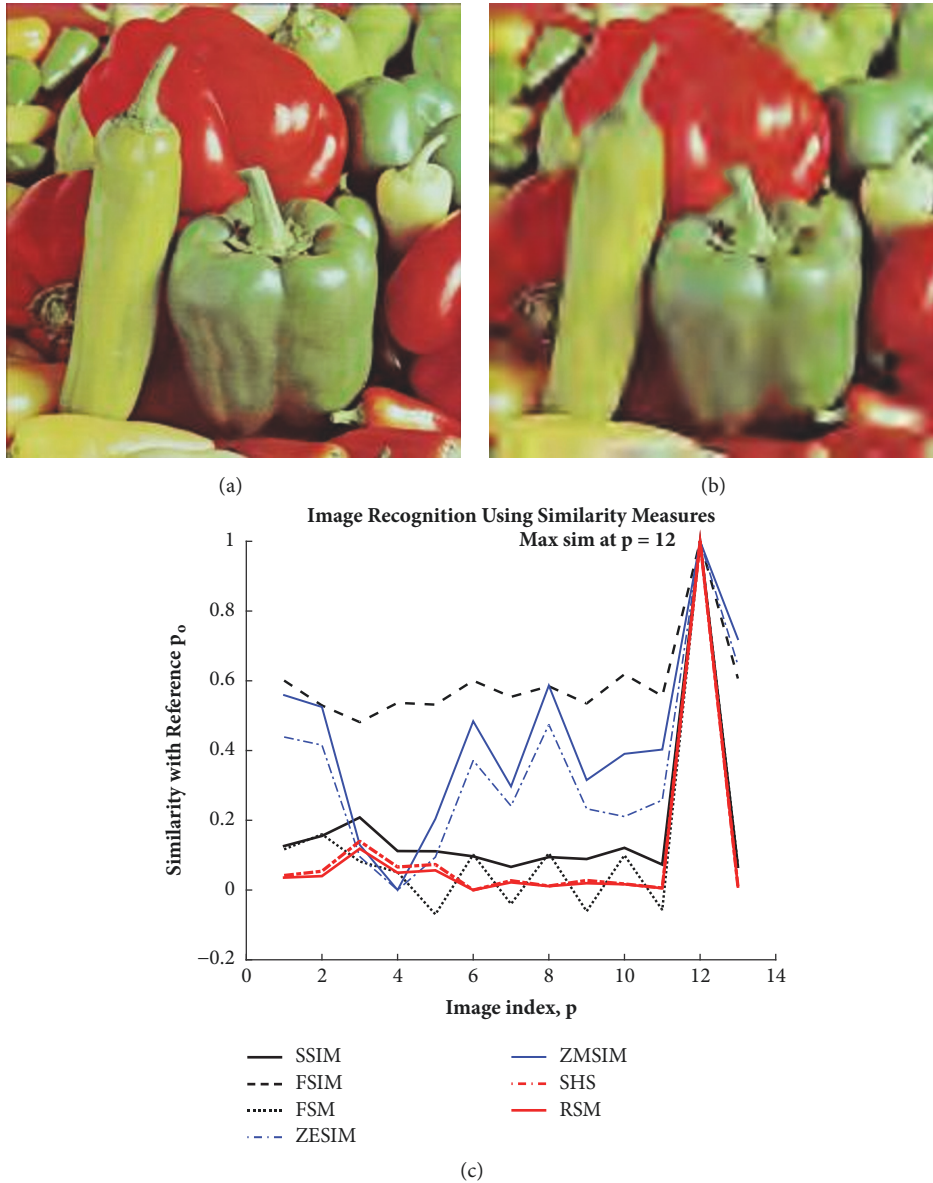 (a)
(b)
Image Recognition Using Similarity Measures
Max sim at p = 12
1
0.8
0.6
0.4
0.2
0
−0.2
Similarity with Reference p₀
0 2 4 6 8 10 12 14
Image index, p
SSIM
FSIM
FSM
ZESIM
ZMSIM
SHS
RSM
(c)